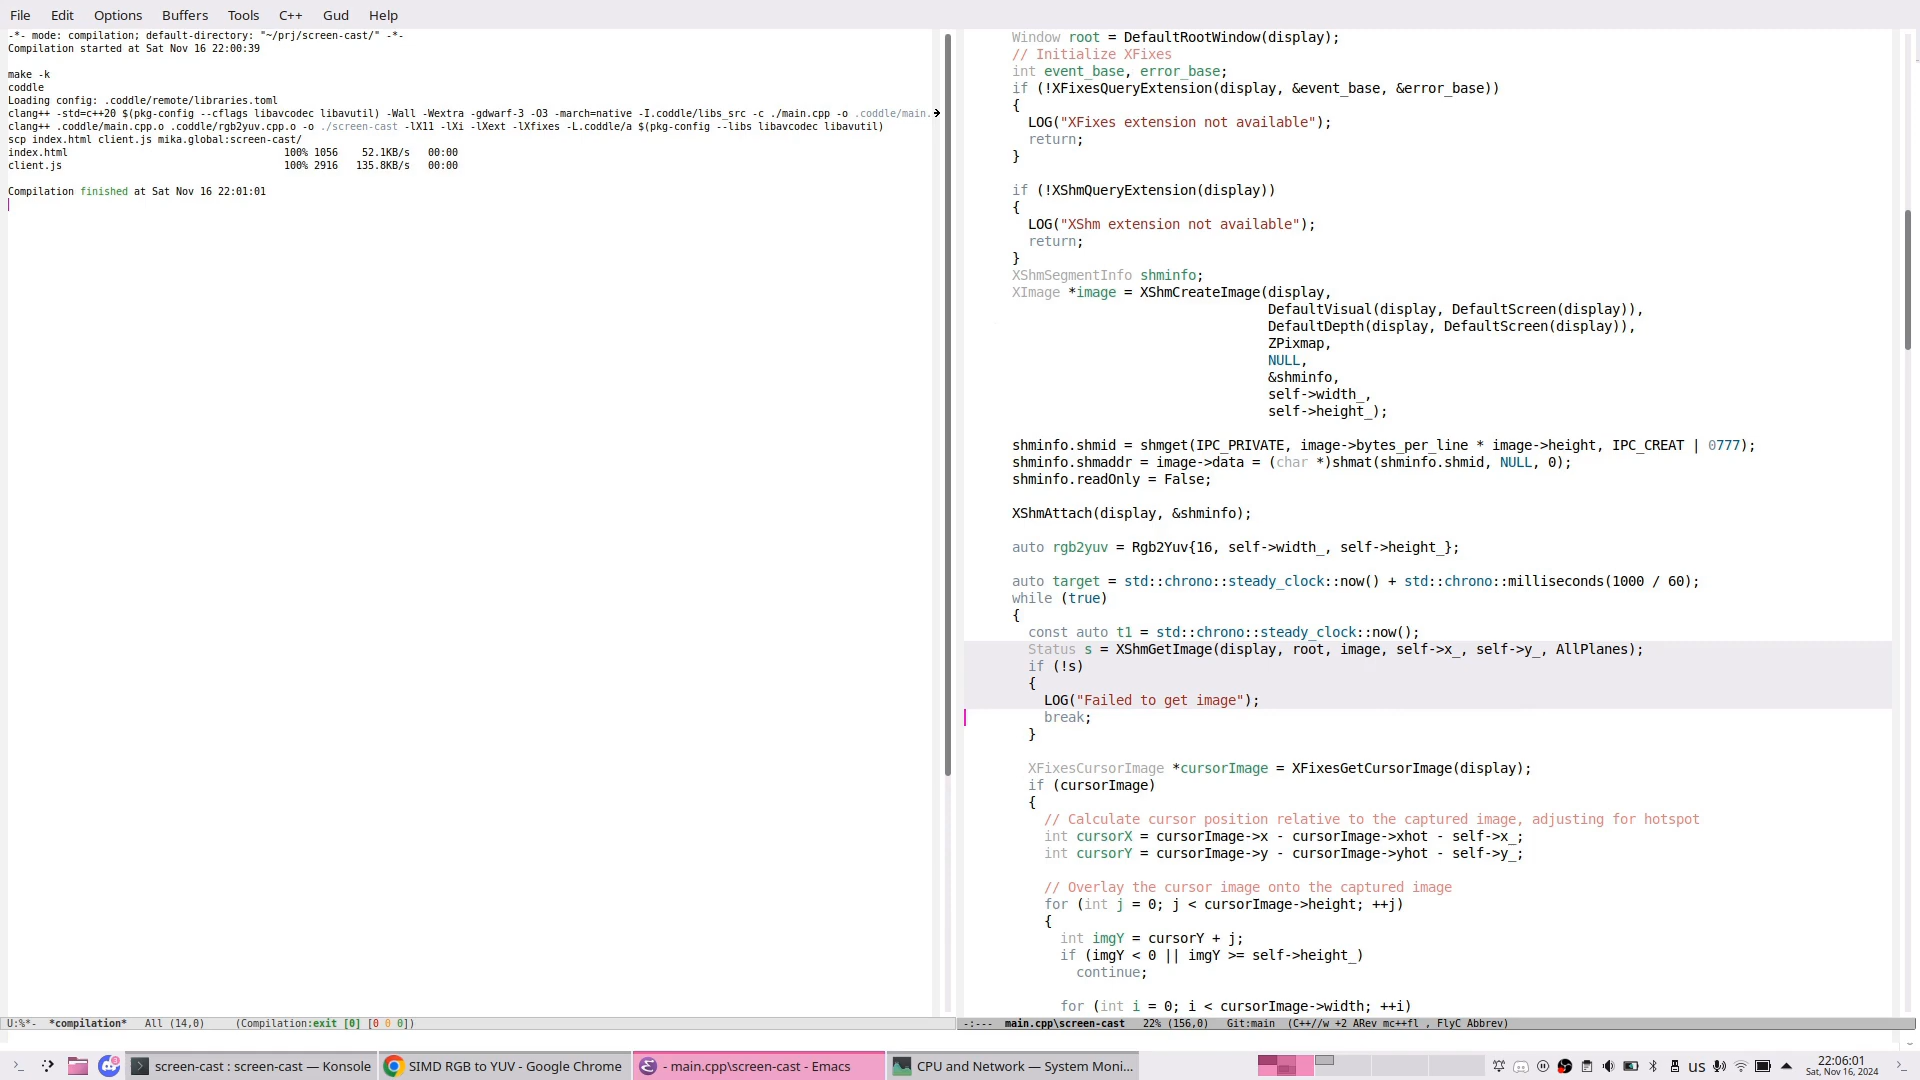 File Edit Options Buffers Tools C++ Gud Help
-*- mode: compilation; default-directory: "~/prj/screen-cast/" -*-
Compilation started at Sat Nov 16 22:00:39
make -k
coddle
Loading config: .coddle/remote/libraries.toml
clang++ -std=c++20 $(pkg-config --cflags libavcodec libavutil) -Wall -Wextra -gdwarf-3 -O3 -march=native -I.coddle/libs_src -c ./main.cpp -o .coddle/main.
clang++ .coddle/main.cpp.o .coddle/rgb2yuv.cpp.o -o ./screen-cast -lX11 -lXi -lXext -lXfixes -L.coddle/a $(pkg-config --libs libavcodec libavutil)
scp index.html client.js mika.global:screen-cast/
index.html 100% 1056 52.1KB/s 00:00
client.js 100% 2916 135.8KB/s 00:00
Compilation finished at Sat Nov 16 22:01:01
U:%*- *compilation* All (14,0) (Compilation:exit [0] [0 0 0])
Window root = DefaultRootWindow(display);
// Initialize XFixes
int event_base, error_base;
if (!XFixesQueryExtension(display, &event_base, &error_base))
{
LOG("XFixes extension not available");
return;
}
if (!XShmQueryExtension(display))
{
LOG("XShm extension not available");
return;
}
XShmSegmentInfo shminfo;
XImage *image = XShmCreateImage(display,
DefaultVisual(display, DefaultScreen(display)),
DefaultDepth(display, DefaultScreen(display)),
ZPixmap,
NULL,
&shminfo,
self->width_,
self->height_);
shminfo.shmid = shmget(IPC_PRIVATE, image->bytes_per_line * image->height, IPC_CREAT | 0777);
shminfo.shmaddr = image->data = (char *)shmat(shminfo.shmid, NULL, 0);
shminfo.readOnly = False;
XShmAttach(display, &shminfo);
auto rgb2yuv = Rgb2Yuv{16, self->width_, self->height_};
auto target = std::chrono::steady_clock::now() + std::chrono::milliseconds(1000 / 60);
while (true)
{
const auto t1 = std::chrono::steady_clock::now();
Status s = XShmGetImage(display, root, image, self->x_, self->y_, AllPlanes);
if (!s)
{
LOG("Failed to get image");
break;
}
XFixesCursorImage *cursorImage = XFixesGetCursorImage(display);
if (cursorImage)
{
// Calculate cursor position relative to the captured image, adjusting for hotspot
int cursorX = cursorImage->x - cursorImage->xhot - self->x_;
int cursorY = cursorImage->y - cursorImage->yhot - self->y_;
// Overlay the cursor image onto the captured image
for (int j = 0; j < cursorImage->height; ++j)
{
int imgY = cursorY + j;
if (imgY < 0 || imgY >= self->height_)
continue;
for (int i = 0; i < cursorImage->width; ++i)
-:--- main.cpp\screen-cast 22% (156,0) Git:main (C++//w +2 ARev mc++fl , FlyC Abbrev)
screen-cast : screen-cast — Konsole
SIMD RGB to YUV - Google Chrome
- main.cpp\screen-cast - Emacs
CPU and Network — System Moni...
us
22:06:01
Sat, Nov 16, 2024